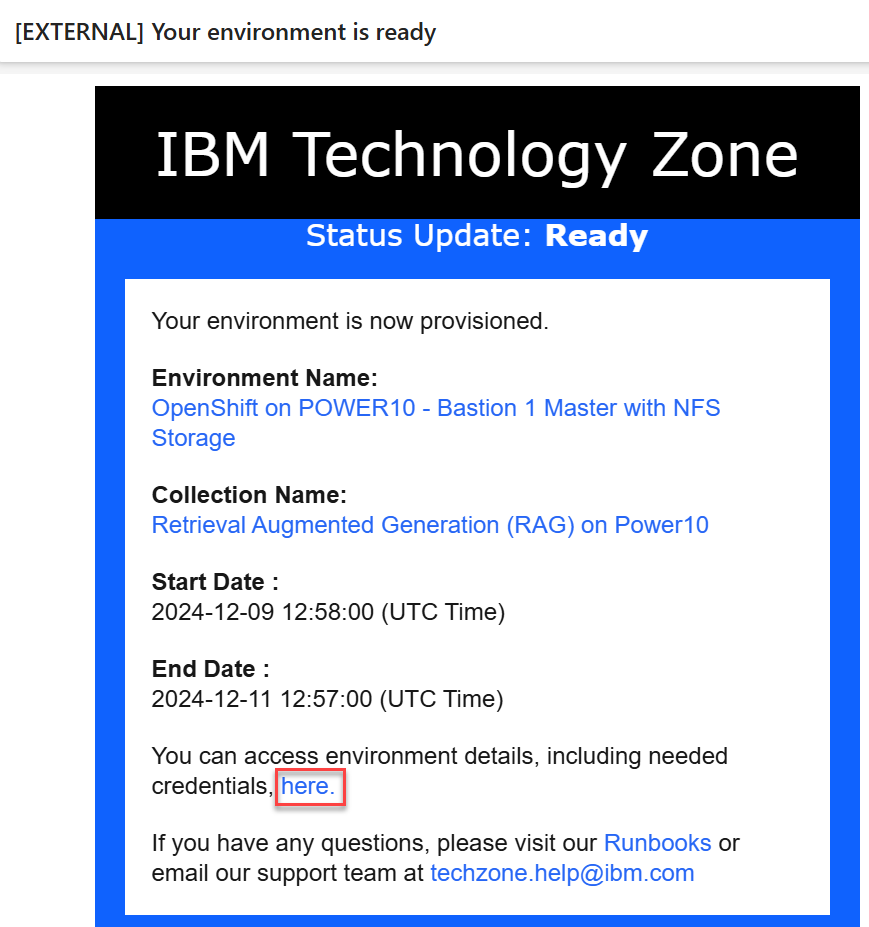 [EXTERNAL] Your environment is ready
IBM Technology Zone
Status Update: Ready
Your environment is now provisioned.
Environment Name:
OpenShift on POWER10 - Bastion 1 Master with NFS
Storage
Collection Name:
Retrieval Augmented Generation (RAG) on Power10
Start Date :
2024-12-09 12:58:00 (UTC Time)
End Date :
2024-12-11 12:57:00 (UTC Time)
You can access environment details, including needed
credentials, here.
If you have any questions, please visit our Runbooks or
email our support team at techzone.help@ibm.com